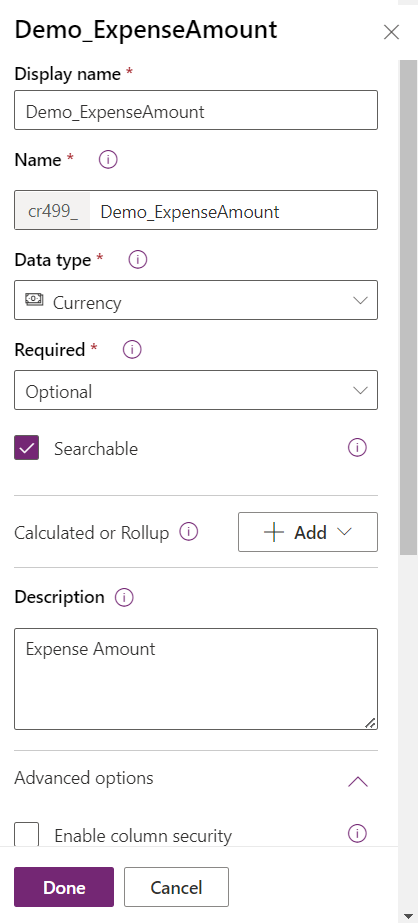 Demo_ExpenseAmount
Display name *
Demo_ExpenseAmount
Name *
cr499_ Demo_ExpenseAmount
Data type *
Currency
Required *
Optional
Searchable
Calculated or Rollup + Add
Description
Expense Amount
Advanced options
Enable column security
Done Cancel